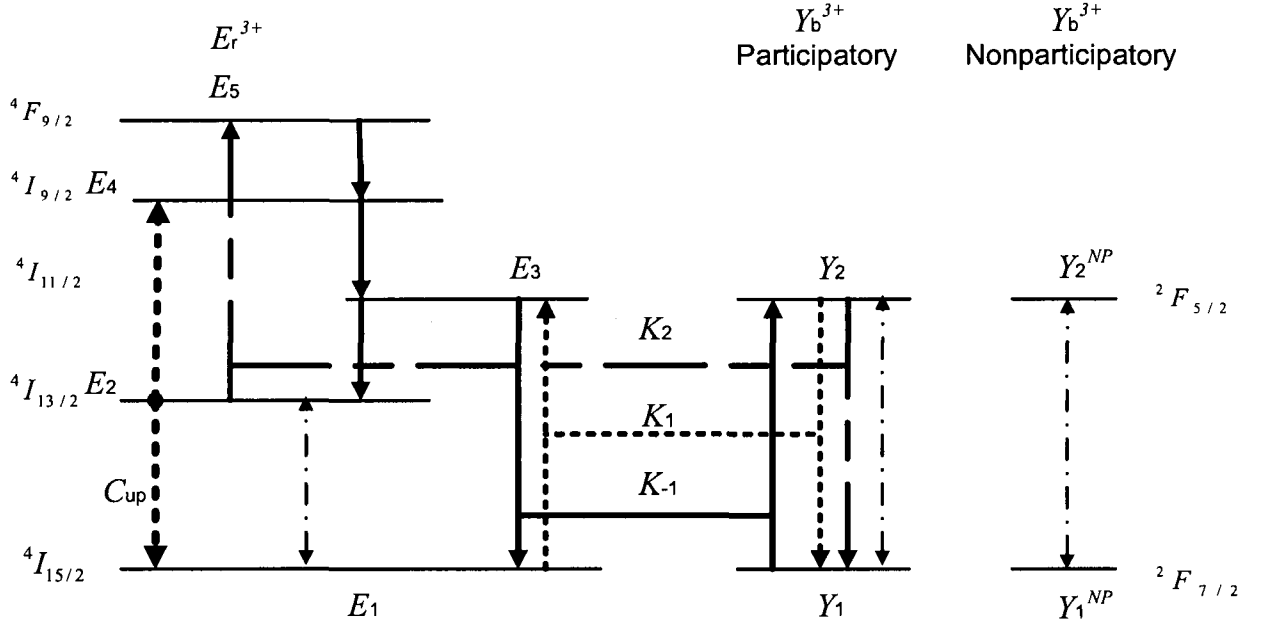 Er3+ Yb3+ Yb3+
Participatory Nonparticipatory
E5
4F9/2
4I9/2 E4
4I11/2 E3 Y2 Y2NP 2F5/2
K2
4I13/2 E2
K1
Cup K-1
4I15/2 2F7/2
E1 Y1 Y1NP